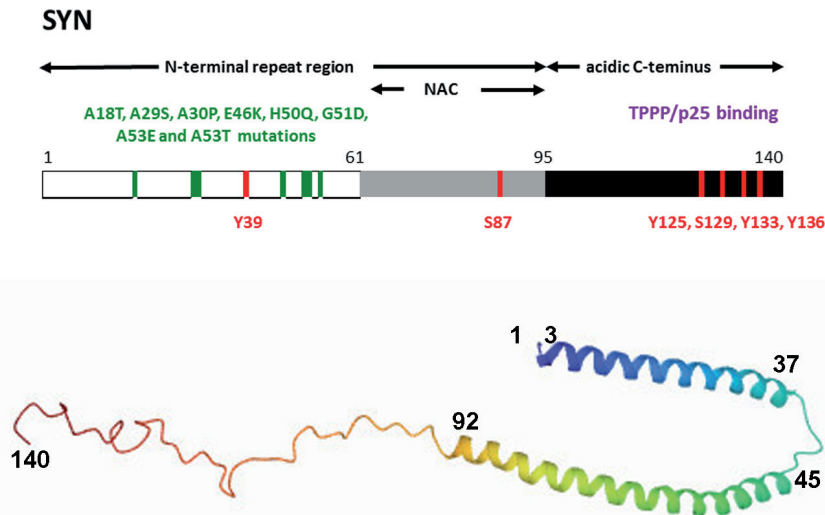 SYN
N-terminal repeat region acidic C-teminus
NAC
A18T, A29S, A30P, E46K, H50Q, G51D,
A53E and A53T mutations
TPPP/p25 binding
1 61 95 140
Y39 S87 Y125, S129, Y133, Y136
1 3
37
92
140
45